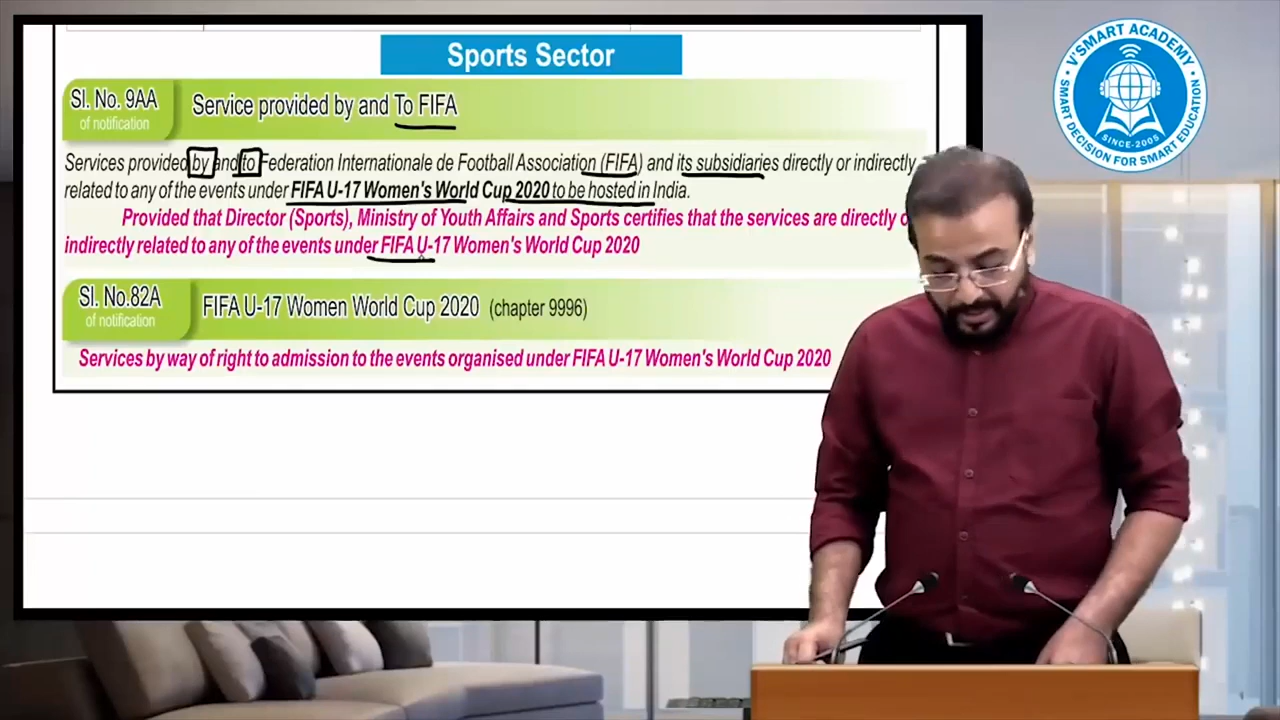 Sports Sector
Sl. No. 9AA
of notification
Service provided by and To FIFA
Services provided by and to Federation Internationale de Football Association (FIFA) and its subsidiaries directly or indirectly
related to any of the events under FIFA U-17 Women's World Cup 2020 to be hosted in India.
Provided that Director (Sports), Ministry of Youth Affairs and Sports certifies that the services are directly
indirectly related to any of the events under FIFA U-17 Women's World Cup 2020
Sl. No.82A
of notification
FIFA U-17 Women World Cup 2020 (chapter 9996)
Services by way of right to admission to the events organised under FIFA U-17 Women's World Cup 2020
V'SMART ACADEMY
SMART DECISION FOR SMART EDUCATION
SINCE-2005